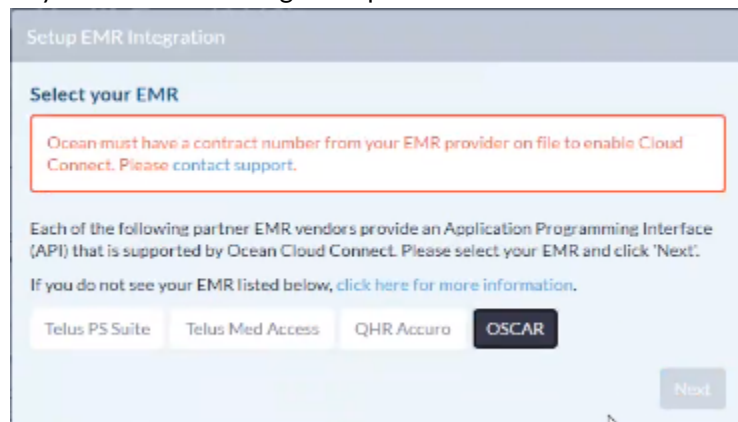 Setup EMR Integration
Select your EMR
Ocean must have a contract number from your EMR provider on file to enable Cloud
Connect. Please contact support.
Each of the following partner EMR vendors provide an Application Programming Interface
(API) that is supported by Ocean Cloud Connect. Please select your EMR and click 'Next'.
If you do not see your EMR listed below, click here for more information.
Telus PS Suite Telus Med Access QHR Accuro OSCAR
Next